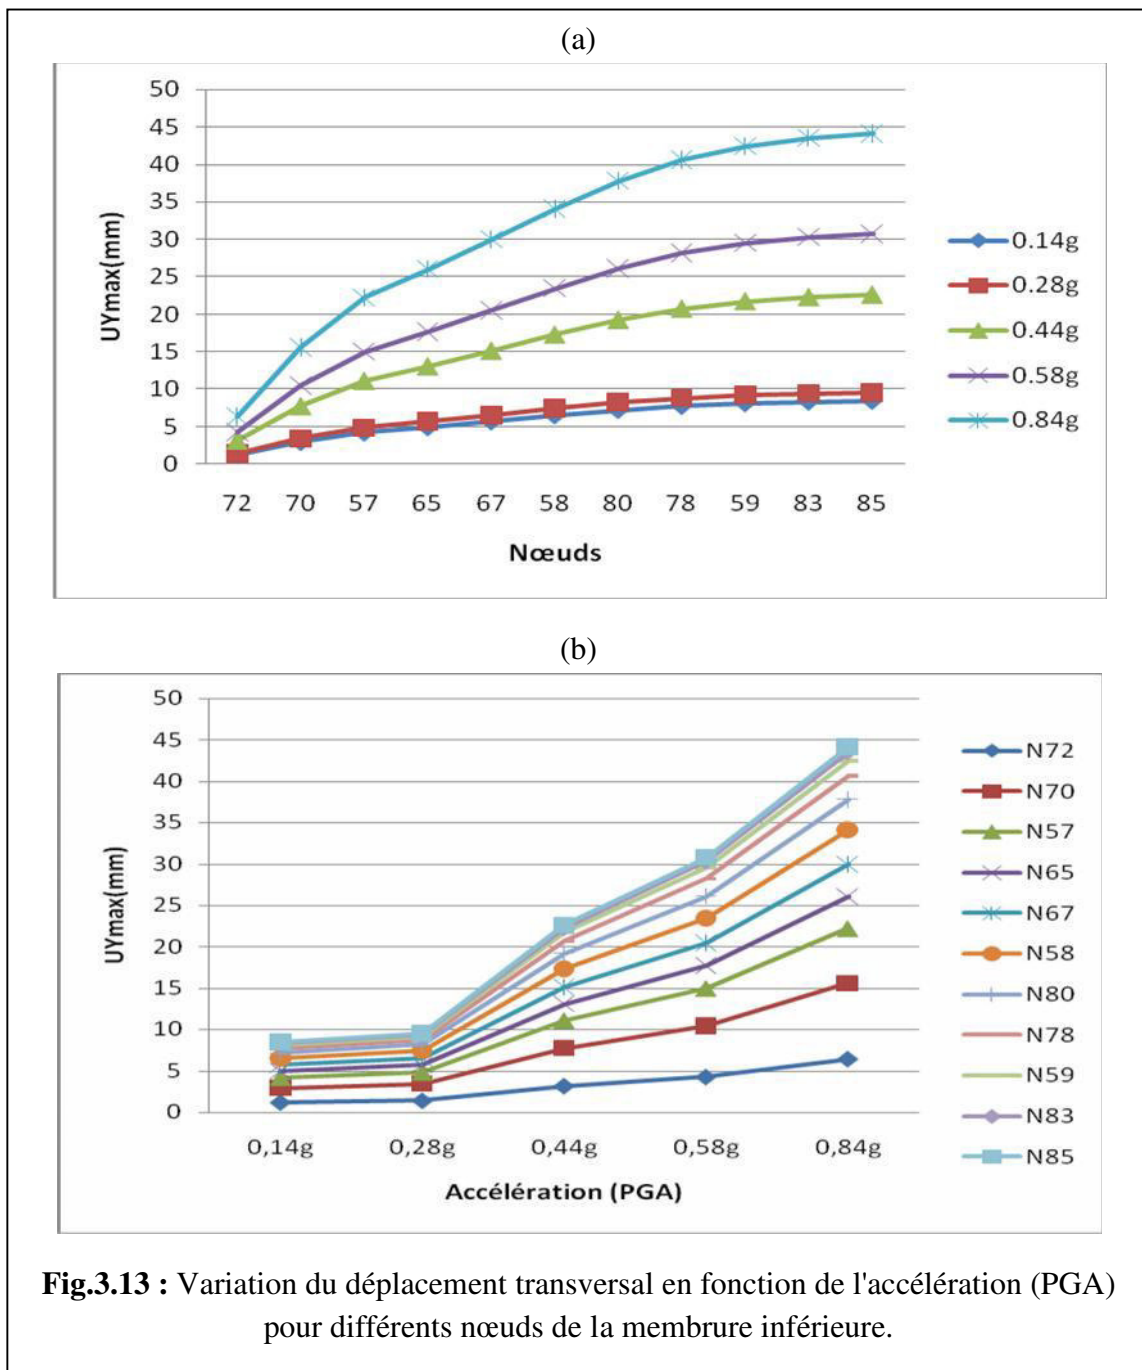 (a)
50
45
40
35
30
25
20
15
10
5
0
UYmax(mm)
72 70 57 65 67 58 80 78 59 83 85
Nœuds
0.14g
0.28g
0.44g
0.58g
0.84g
(b)
50
45
40
35
30
25
20
15
10
5
0
UYmax(mm)
0,14g 0,28g 0,44g 0,58g 0,84g
Accélération (PGA)
N72
N70
N57
N65
N67
N58
N80
N78
N59
N83
N85
Fig.3.13 : Variation du déplacement transversal en fonction de l'accélération (PGA)
pour différents nœuds de la membrure inférieure.